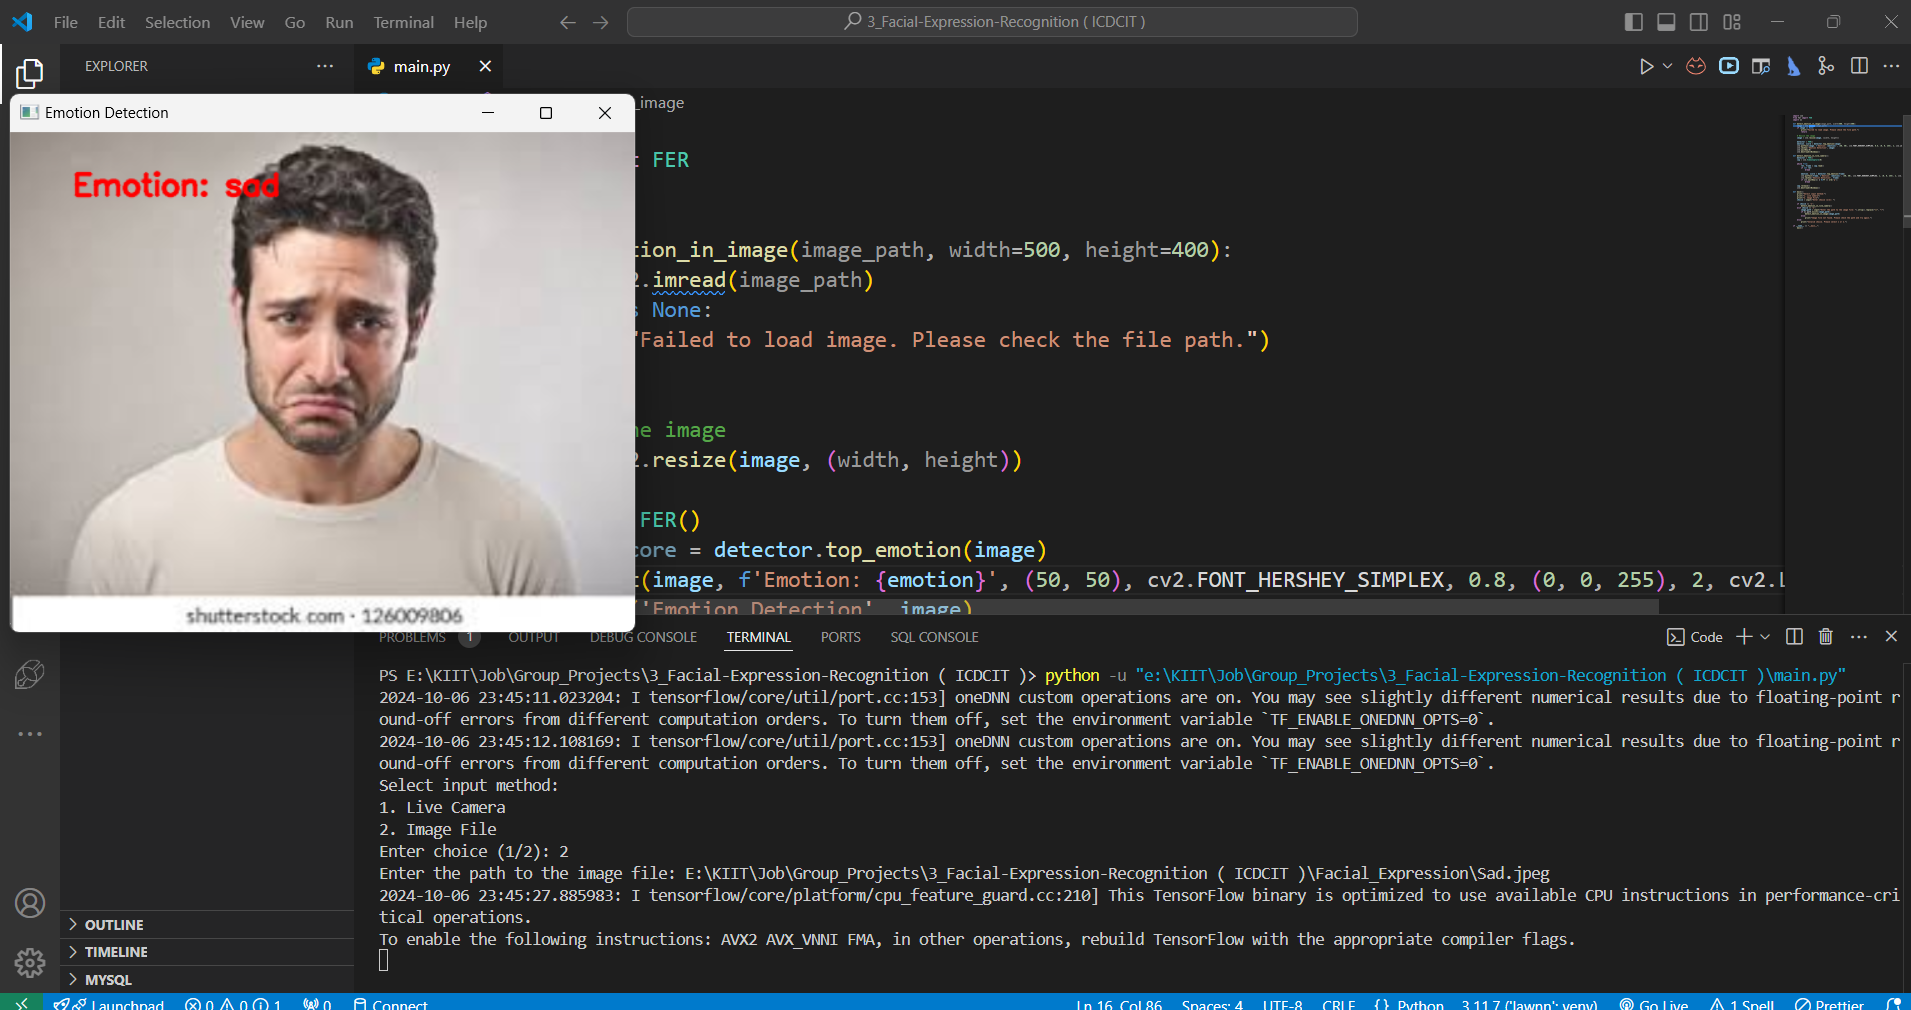 File Edit Selection View Go Run Terminal Help
3_Facial-Expression-Recognition ( ICDCIT )
EXPLORER
main.py
Emotion Detection
_image
Emotion: sad
FER
tion_in_image(image_path, width=500, height=400):
.imread(image_path)
None:
Failed to load image. Please check the file path.")
image
.resize(image, (width, height))
FER()
core = detector.top_emotion(image)
(image, f'Emotion: {emotion}', (50, 50), cv2.FONT_HERSHEY_SIMPLEX, 0.8, (0, 0, 255), 2, cv2.L
'Emotion Detection', image)
shutterstock.com · 126009806
PROBLEMS 1 OUTPUT DEBUG CONSOLE TERMINAL PORTS SQL CONSOLE
Code
PS E:\KIIT\Job\Group_Projects\3_Facial-Expression-Recognition ( ICDCIT )> python -u "e:\KIIT\Job\Group_Projects\3_Facial-Expression-Recognition ( ICDCIT )\main.py"
2024-10-06 23:45:11.023204: I tensorflow/core/util/port.cc:153] oneDNN custom operations are on. You may see slightly different numerical results due to floating-point r
ound-off errors from different computation orders. To turn them off, set the environment variable `TF_ENABLE_ONEDNN_OPTS=0`.
2024-10-06 23:45:12.108169: I tensorflow/core/util/port.cc:153] oneDNN custom operations are on. You may see slightly different numerical results due to floating-point r
ound-off errors from different computation orders. To turn them off, set the environment variable `TF_ENABLE_ONEDNN_OPTS=0`.
Select input method:
1. Live Camera
2. Image File
Enter choice (1/2): 2
Enter the path to the image file: E:\KIIT\Job\Group_Projects\3_Facial-Expression-Recognition ( ICDCIT )\Facial_Expression\Sad.jpeg
2024-10-06 23:45:27.885983: I tensorflow/core/platform/cpu_feature_guard.cc:210] This TensorFlow binary is optimized to use available CPU instructions in performance-cri
tical operations.
To enable the following instructions: AVX2 AVX_VNNI FMA, in other operations, rebuild TensorFlow with the appropriate compiler flags.
OUTLINE
TIMELINE
MYSQL
Launchpad 0 0 1 0 Connect Ln 16, Col 86 Spaces: 4 UTF-8 CRLF {} Python 3.11.7 ('lawnn': venv) Go Live 1 Spell Prettier